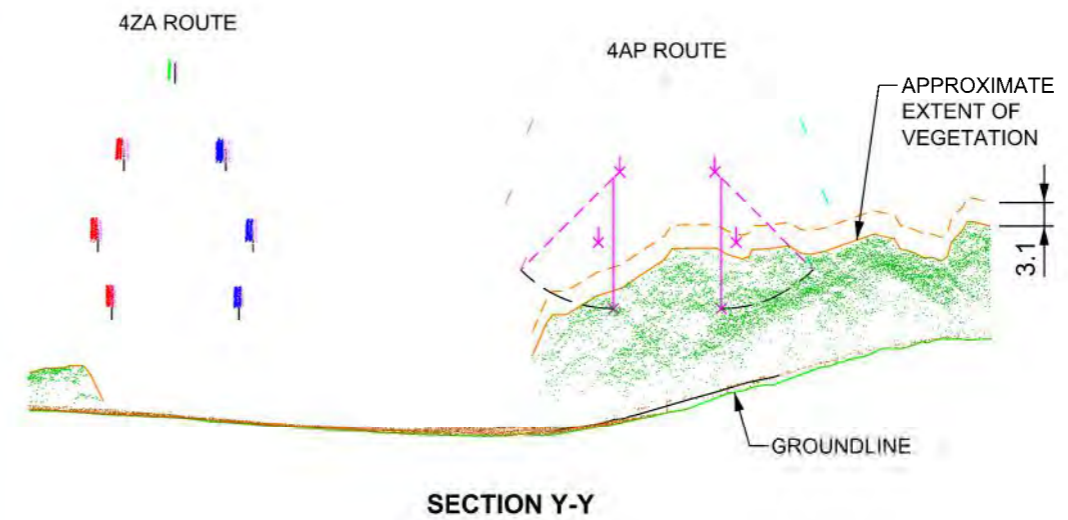 4ZA ROUTE
4AP ROUTE
APPROXIMATE
EXTENT OF
VEGETATION
3.1
GROUNDLINE
SECTION Y-Y